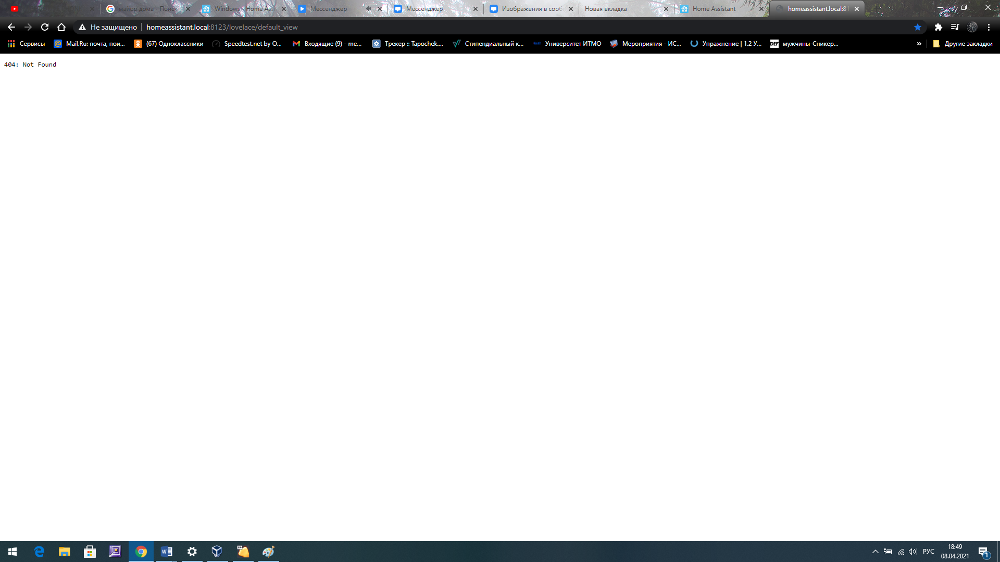 майор дома - Поиск
Windows - Home Ass
Мессенджер
Мессенджер
Изображения в сооб
Новая вкладка
Home Assistant
homeassistant.local:81
Не защищено
homeassistant.local:8123/lovelace/default_view
Сервисы
Mail.Ru: почта, пои...
(67) Одноклассники
Speedtest.net by O...
Входящие (9) - me...
Трекер :: Tapochek....
Стипендиальный к...
Университет ИТМО
Мероприятия - ИС...
Упражнение | 1.2 У...
DEF
мужчины-Сникер...
»
Другие закладки
404: Not Found
64
РУС
18:49
08.04.2021
1